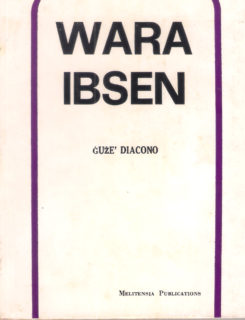 WARA
IBSEN
ĠUŻE' DIACONO
MELITENSIA PUBLICATIONS